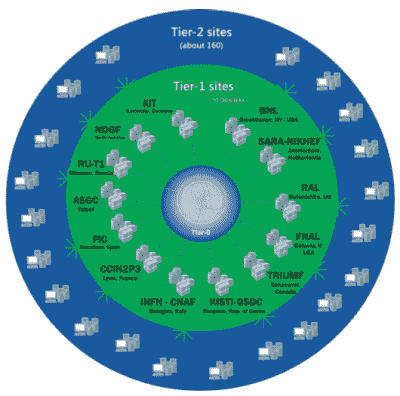 Tier-2 sites
(about 160)
Tier-1 sites
10 Gb/s links
KIT
Karlsruhe, Germany
BNL
Brookhaven, NY - USA
NDGF
SARA-NIKHEF
Amsterdam,
Netherlands
RU-T1
Moscow, Russia
RAL
Oxfordshire, UK
ASGC
Taipei
Tier-0
PIC
Barcelona, Spain
FNAL
Batavia, IL
USA
CCIN2P3
Lyon, France
TRIUMF
Vancouver,
Canada
INFN - CNAF
Bologna, Italy
KISTI-GSDC
Daejeon, Rep. of Korea